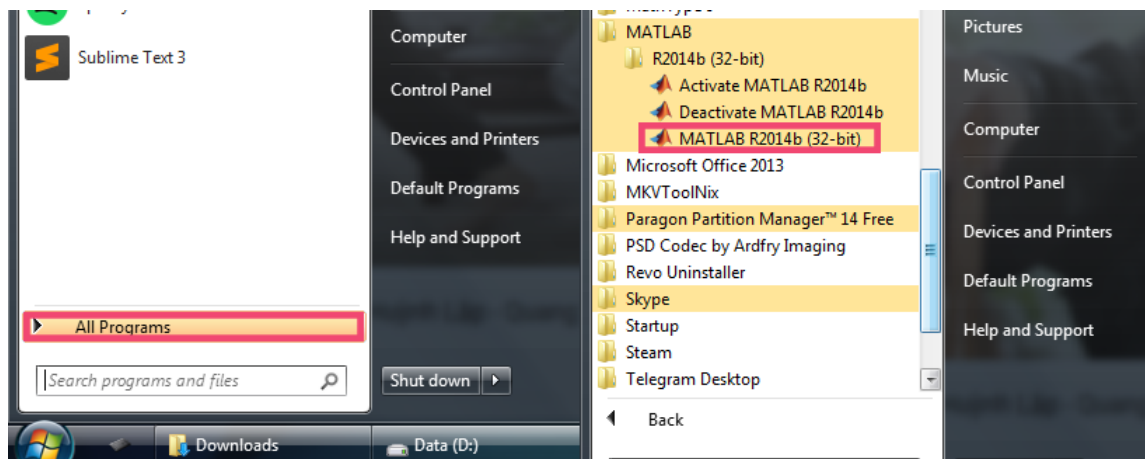 Sublime Text 3
All Programs
Search programs and files
Computer
Control Panel
Devices and Printers
Default Programs
Help and Support
Shut down
Downloads
Data (D:)
MATLAB
R2014b (32-bit)
Activate MATLAB R2014b
Deactivate MATLAB R2014b
MATLAB R2014b (32-bit)
Microsoft Office 2013
MKVToolNix
Paragon Partition Manager™ 14 Free
PSD Codec by Ardfry Imaging
Revo Uninstaller
Skype
Startup
Steam
Telegram Desktop
Back
Pictures
Music
Computer
Control Panel
Devices and Printers
Default Programs
Help and Support